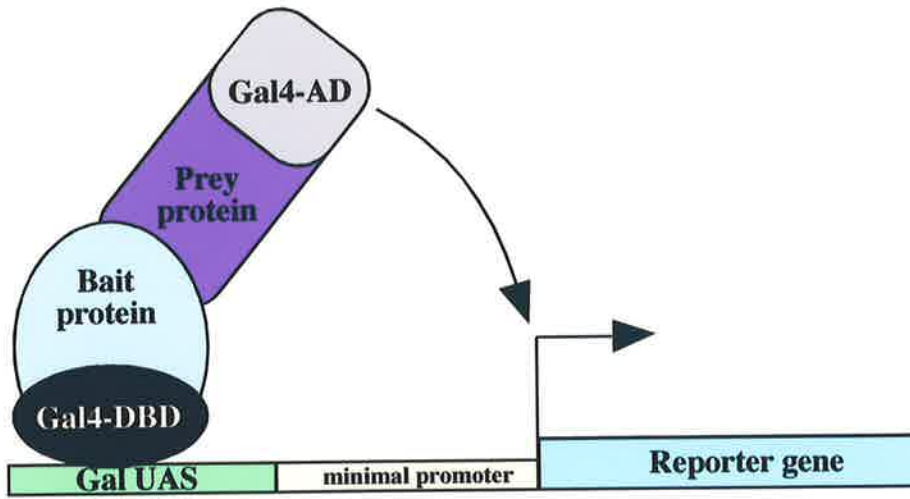 Gal4-AD
Prey
protein
Bait
protein
Gal4-DBD
Gal UAS
minimal promoter
Reporter gene